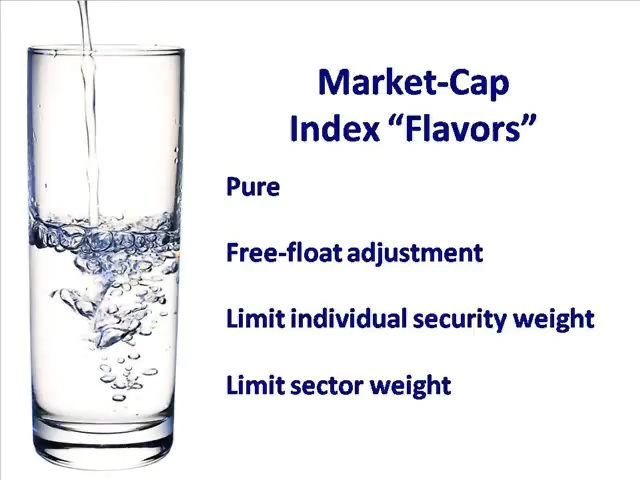 Market-Cap
Index “Flavors”
Pure
Free-float adjustment
Limit individual security weight
Limit sector weight